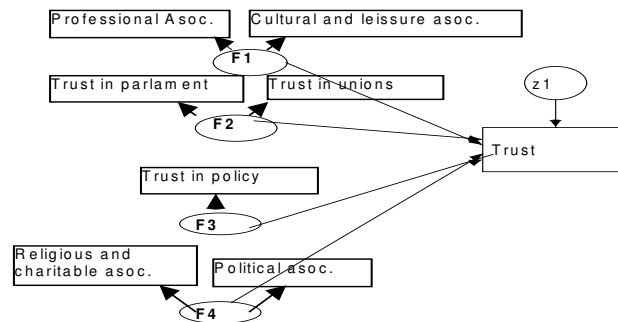 Professional Asoc.
Cultural and leissure asoc.
F1
Trust in parlament
Trust in unions
z1
F2
Trust
Trust in policy
F3
Religious and
charitable asoc.
Political asoc.
F4